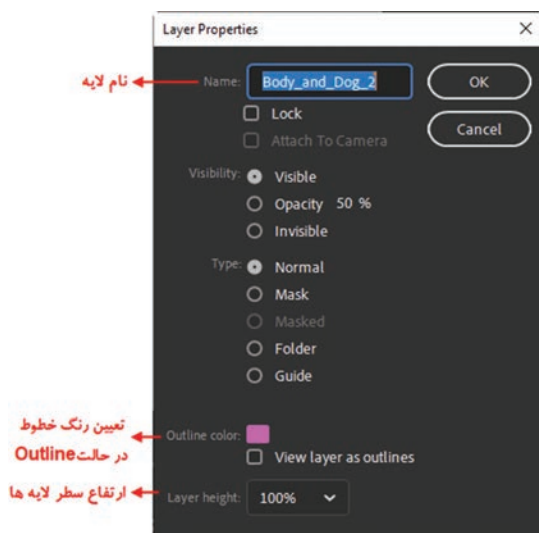 Layer Properties
نام لایه
Name: Body_and_Dog_2
OK
Lock
Cancel
Attach To Camera
Visibility: Visible
Opacity 50 %
Invisible
Type: Normal
Mask
Masked
Folder
Guide
تعیین رنگ خطوط
در حالت Outline
Outline color:
View layer as outlines
ارتفاع سطر لایه ها
Layer height: 100%